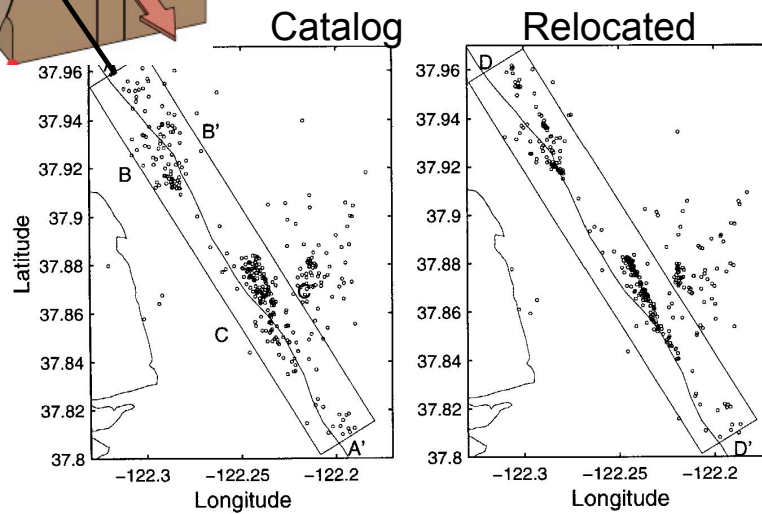 Catalog
Relocated
Latitude
37.96
37.94
37.92
37.9
37.88
37.86
37.84
37.82
37.8
−122.3
−122.25
−122.2
Longitude
B'
B
C
C
A'
37.96
37.94
37.92
37.9
37.88
37.86
37.84
37.82
37.8
−122.3
−122.25
−122.2
Longitude
D
D'